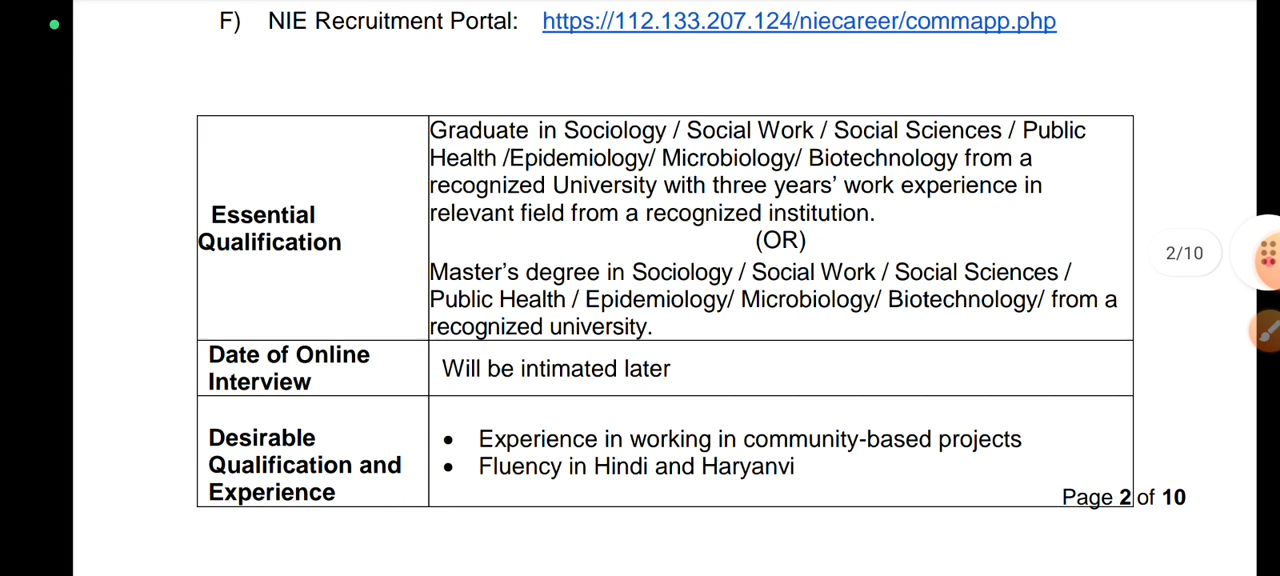 F) NIE Recruitment Portal: https://112.133.207.124/niecareer/commapp.php
Essential
Qualification
Graduate in Sociology / Social Work / Social Sciences / Public
Health /Epidemiology/ Microbiology/ Biotechnology from a
recognized University with three years’ work experience in
relevant field from a recognized institution.
(OR)
Master’s degree in Sociology / Social Work / Social Sciences /
Public Health / Epidemiology/ Microbiology/ Biotechnology/ from a
recognized university.
2/10
Date of Online
Interview
Will be intimated later
Desirable
Qualification and
Experience
• Experience in working in community-based projects
• Fluency in Hindi and Haryanvi
Page 2 of 10